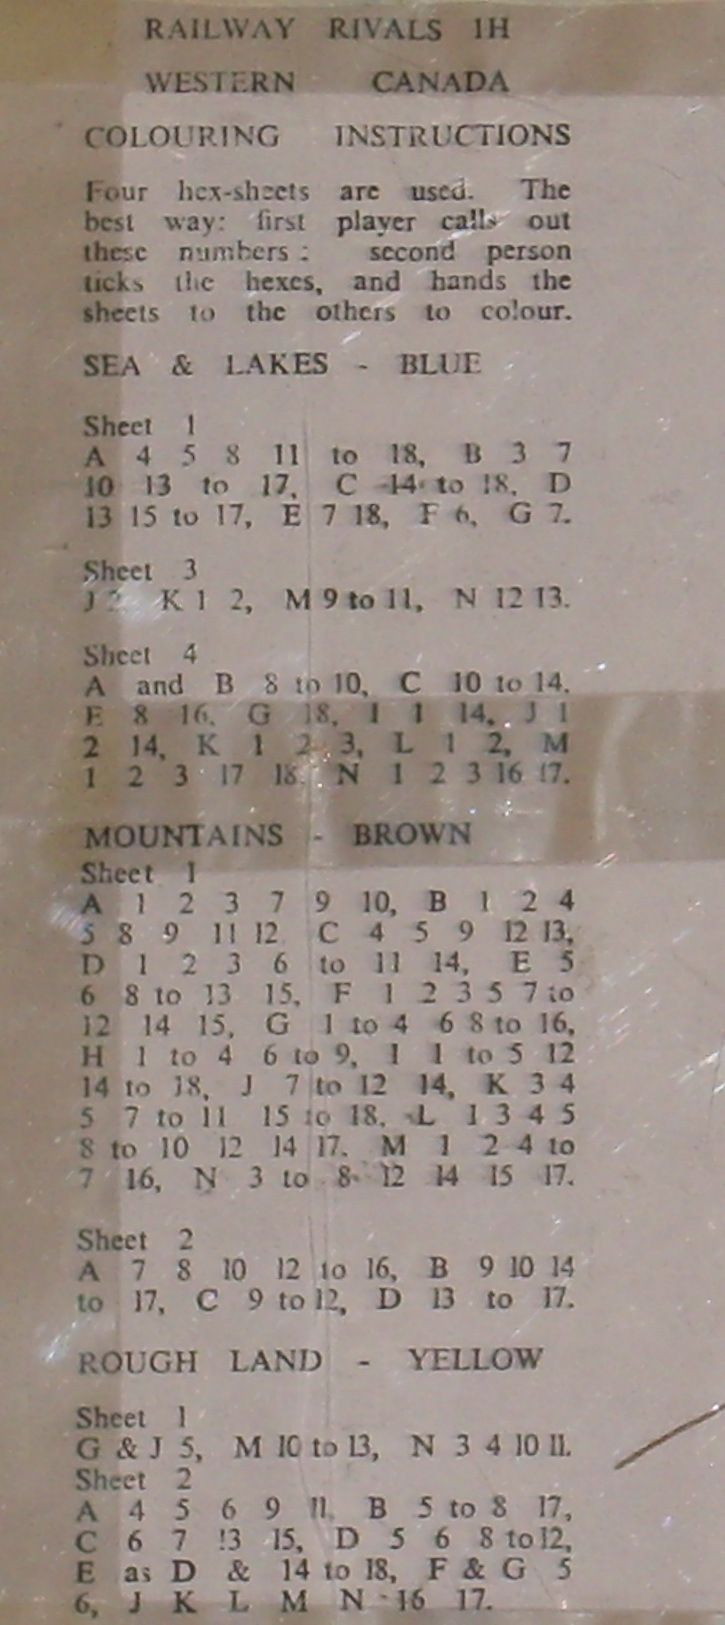 RAILWAY RIVALS 1H
WESTERN CANADA
COLOURING INSTRUCTIONS
Four hex-sheets are used. The
best way: first player calls out
these numbers: second person
ticks the hexes, and hands the
sheets to the others to colour.
SEA & LAKES - BLUE
Sheet 1
A 4 5 8 11 to 18, B 3 7
10 13 to 17, C 14 to 18, D
13 15 to 17, E 7 18, F 6, G 7.
Sheet 3
J 2, K 1 2, M 9 to 11, N 12 13.
Sheet 4
A and B 8 to 10, C 10 to 14,
E 8 16, G 18, I 1 14, J 1
2 14, K 1 2 3, L 1 2, M
1 2 3 17 18, N 1 2 3 16 17.
MOUNTAINS - BROWN
Sheet 1
A 1 2 3 7 9 10, B 1 2 4
5 8 9 11 12 C 4 5 9 12 13,
D 1 2 3 6 to 11 14, E 5
6 8 to 13 15, F 1 2 3 5 7 to
12 14 15, G 1 to 4 6 8 to 16,
H 1 to 4 6 to 9, I 1 to 5 12
14 to 18, J 7 to 12 14, K 3 4
5 7 to 11 15 to 18, L 1 3 4 5
8 to 10 12 14 17, M 1 2 4 to
7 16, N 3 to 8 12 14 15 17.
Sheet 2
A 7 8 10 12 to 16, B 9 10 14
to 17, C 9 to 12, D 13 to 17.
ROUGH LAND - YELLOW
Sheet 1
G & J 5, M 10 to 13, N 3 4 10 11.
Sheet 2
A 4 5 6 9 11, B 5 to 8 17,
C 6 7 13 15, D 5 6 8 to 12,
E as D & 14 to 18, F & G 5
6, J K L M N 16 17.